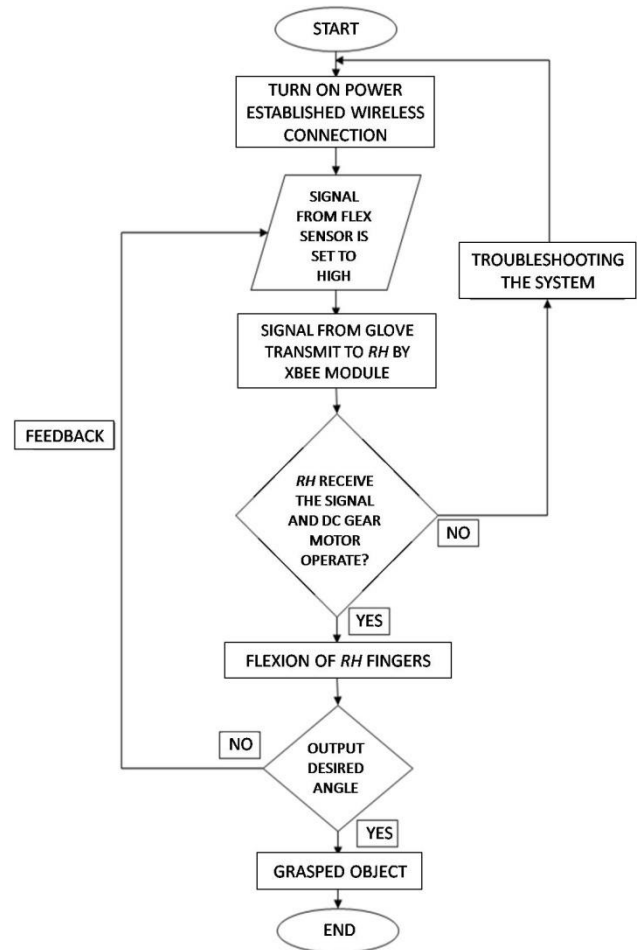 START
TURN ON POWER
ESTABLISHED WIRELESS
CONNECTION
SIGNAL
FROM FLEX
SENSOR IS
SET TO
HIGH
TROUBLESHOOTING
THE SYSTEM
SIGNAL FROM GLOVE
TRANSMIT TO RH BY
XBEE MODULE
FEEDBACK
RH RECEIVE
THE SIGNAL
AND DC GEAR
MOTOR
OPERATE?
NO
YES
FLEXION OF RH FINGERS
NO
OUTPUT
DESIRED
ANGLE
YES
GRASPED OBJECT
END